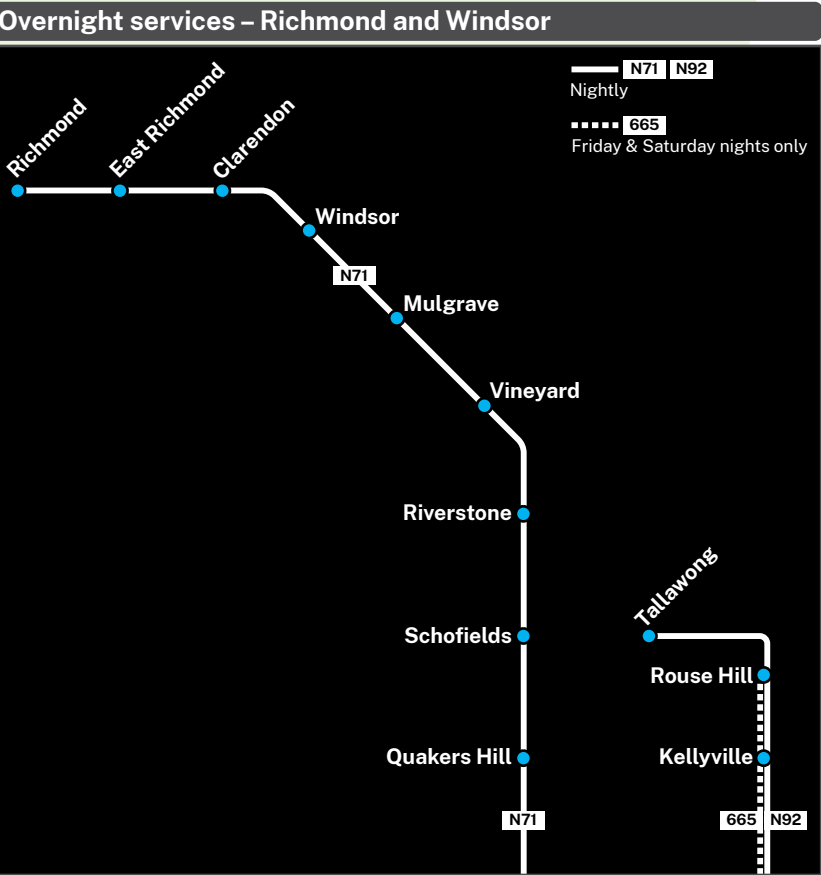 Overnight services – Richmond and Windsor
N71 N92
Nightly
665
Friday & Saturday nights only
Richmond
East Richmond
Clarendon
Windsor
N71
Mulgrave
Vineyard
Riverstone
Schofields
Tallawong
Rouse Hill
Quakers Hill
Kellyville
N71
665 N92